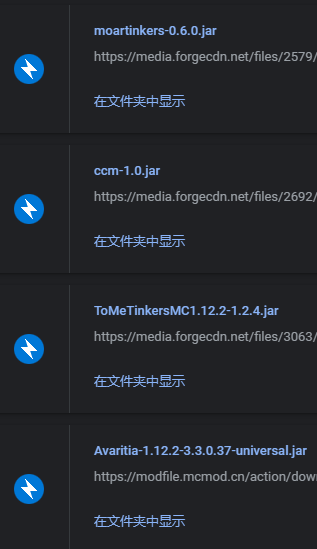 moartinkers-0.6.0.jar
https://media.forgecdn.net/files/2579/
在文件夹中显示
ccm-1.0.jar
https://media.forgecdn.net/files/2692/
在文件夹中显示
ToMeTinkersMC1.12.2-1.2.4.jar
https://media.forgecdn.net/files/3063/
在文件夹中显示
Avaritia-1.12.2-3.3.0.37-universal.jar
https://modfile.mcmod.cn/action/dow
在文件夹中显示